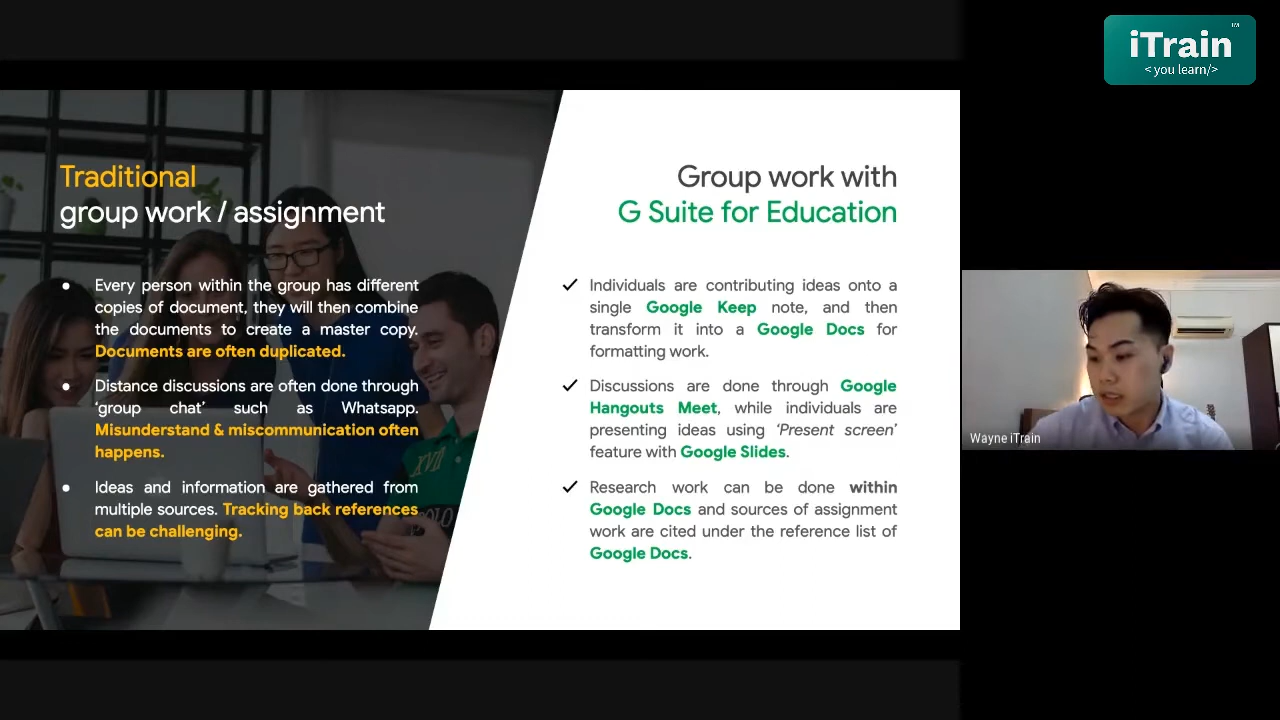 iTrain™
< you learn/>
Traditional
group work / assignment
Every person within the group has different
copies of document, they will then combine
the documents to create a master copy.
Documents are often duplicated.
Distance discussions are often done through
‘group chat’ such as Whatsapp.
Misunderstand & miscommunication often
happens.
Ideas and information are gathered from
multiple sources. Tracking back references
can be challenging.
Group work with
G Suite for Education
Individuals are contributing ideas onto a
single Google Keep note, and then
transform it into a Google Docs for
formatting work.
Discussions are done through Google
Hangouts Meet, while individuals are
presenting ideas using ‘Present screen’
feature with Google Slides.
Research work can be done within
Google Docs and sources of assignment
work are cited under the reference list of
Google Docs.
XVII
POLO
Wayne iTrain